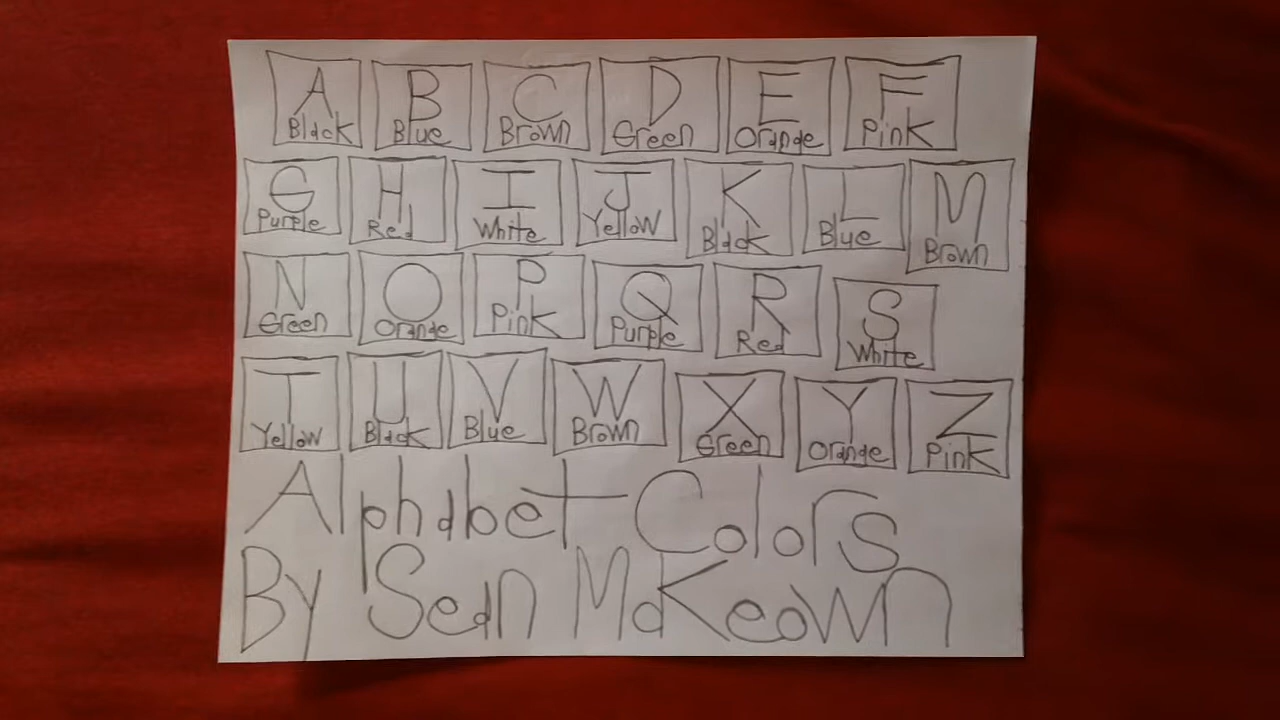 A B C D E F
Black Blue Brown Green Orange Pink
G H I J K L M
Purple Red White Yellow Black Blue Brown
N O P Q R S
Green Orange Pink Purple Red White
T U V W X Y Z
Yellow Black Blue Brown Green Orange Pink
Alphabet Colors
By Sean McKeown